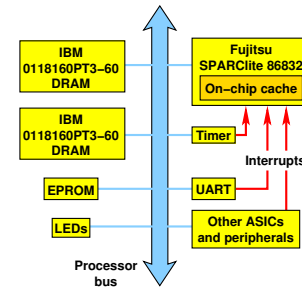 IBM
0118160PT3−60
DRAM
Fujitsu
SPARClite 86832
On−chip cache
IBM
0118160PT3−60
DRAM
Timer
Interrupts
EPROM
UART
LEDs
Other ASICs
and peripherals
Processor
bus